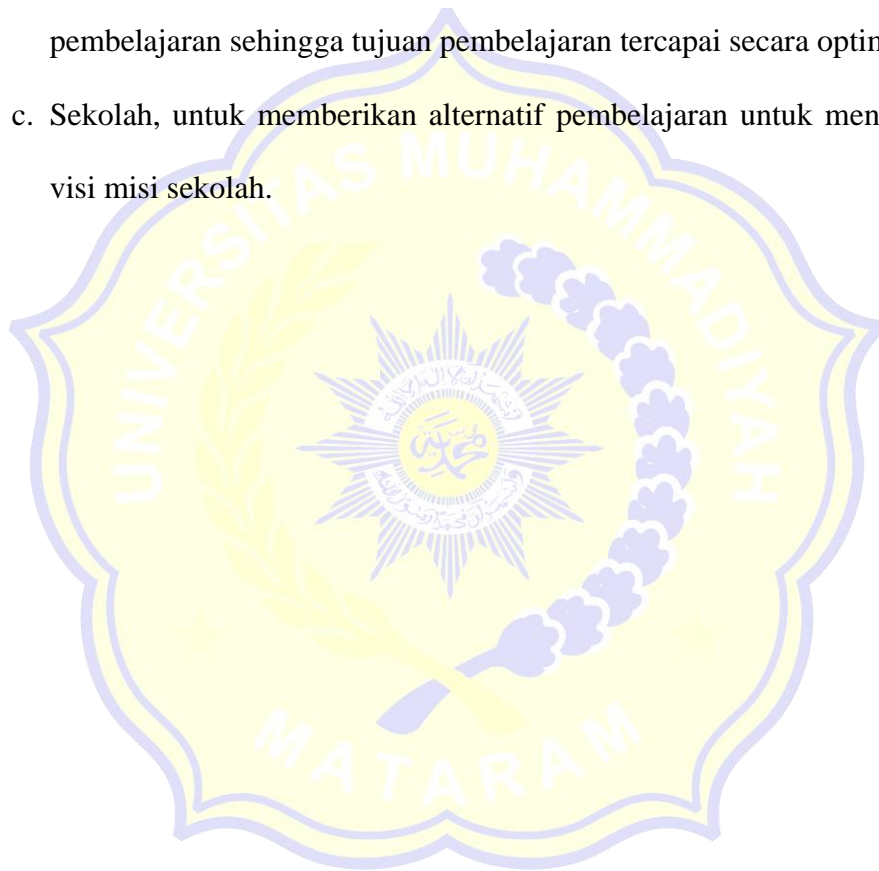 pembelajaran sehingga tujuan pembelajaran tercapai secara optin
c. Sekolah, untuk memberikan alternatif pembelajaran untuk men
visi misi sekolah.
UNIVERSITAS MUHAMMADIYAH
MATARAM